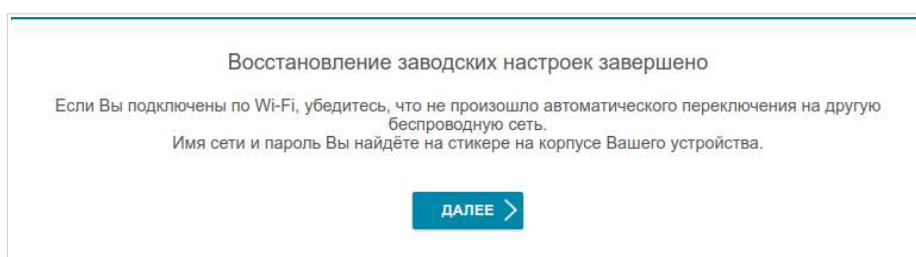 Восстановление заводских настроек завершено
Если Вы подключены по Wi-Fi, убедитесь, что не произошло автоматического переключения на другую
беспроводную сеть.
Имя сети и пароль Вы найдёте на стикере на корпусе Вашего устройства.
ДАЛЕЕ